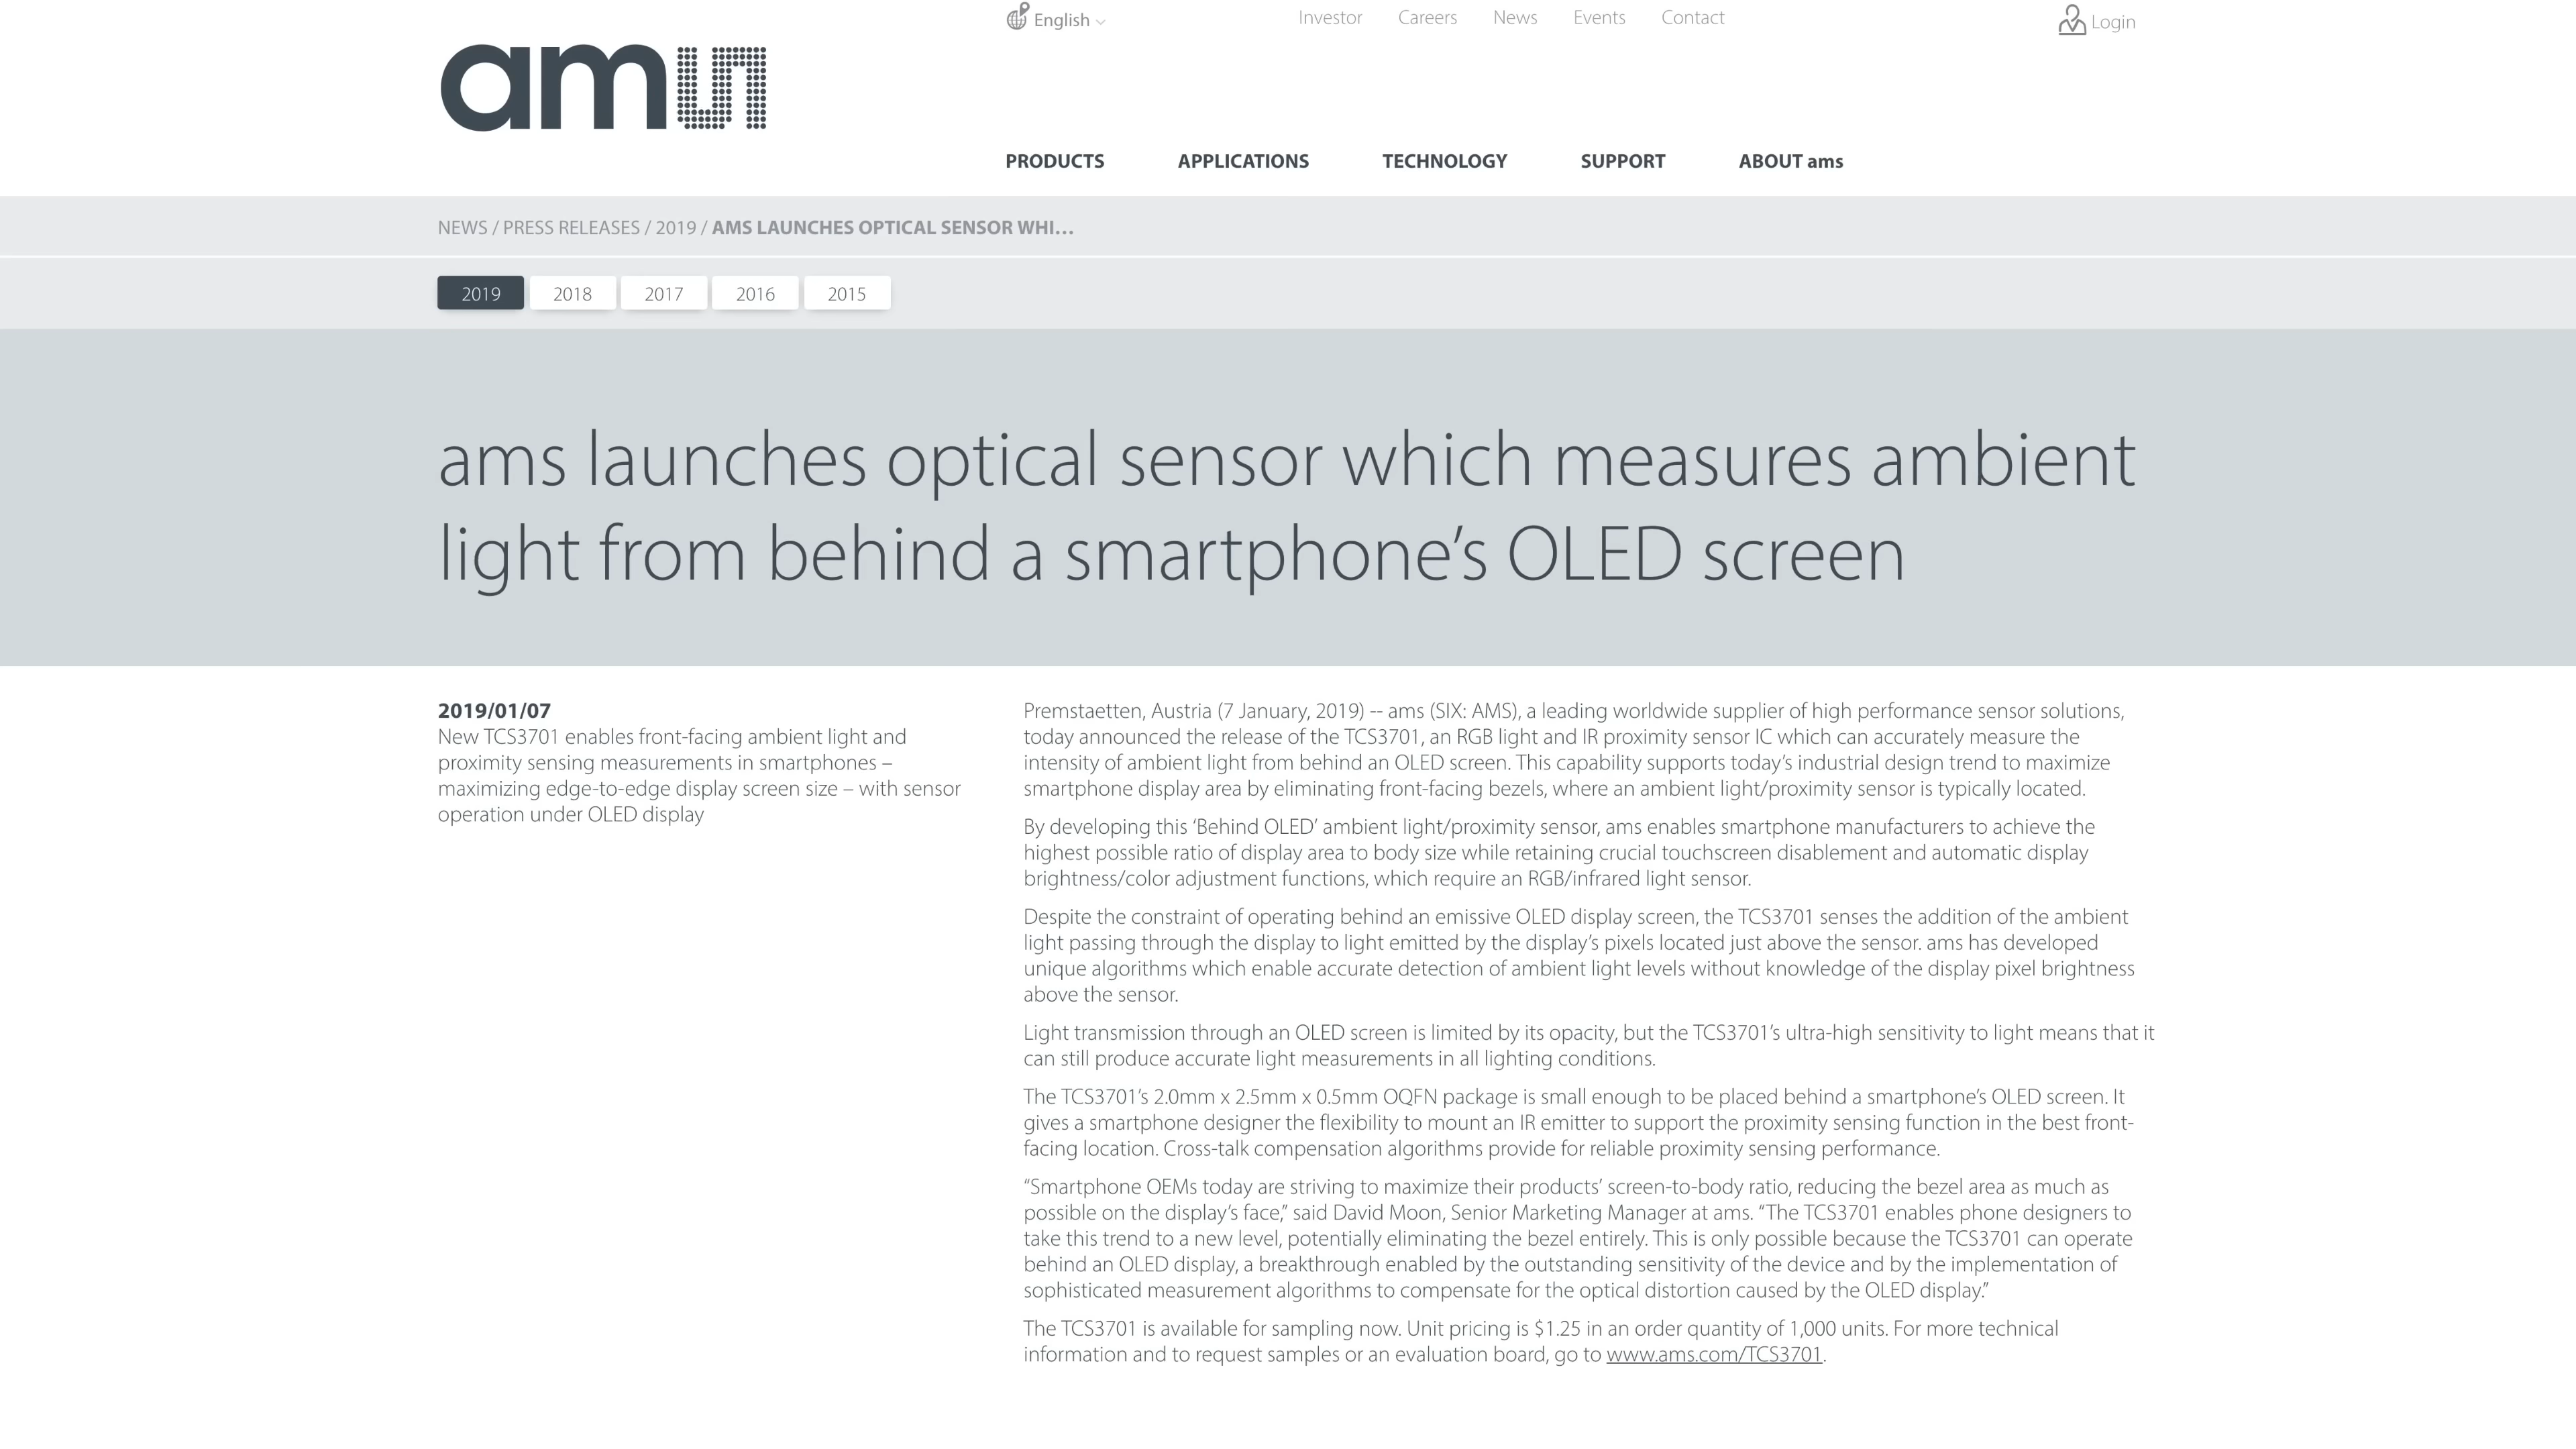 English
Investor Careers News Events Contact
Login
ams
PRODUCTS APPLICATIONS TECHNOLOGY SUPPORT ABOUT ams
NEWS / PRESS RELEASES / 2019 / AMS LAUNCHES OPTICAL SENSOR WHI…
2019 2018 2017 2016 2015
ams launches optical sensor which measures ambient
light from behind a smartphone’s OLED screen
2019/01/07
New TCS3701 enables front-facing ambient light and
proximity sensing measurements in smartphones –
maximizing edge-to-edge display screen size – with sensor
operation under OLED display
Premstaetten, Austria (7 January, 2019) -- ams (SIX: AMS), a leading worldwide supplier of high performance sensor solutions,
today announced the release of the TCS3701, an RGB light and IR proximity sensor IC which can accurately measure the
intensity of ambient light from behind an OLED screen. This capability supports today’s industrial design trend to maximize
smartphone display area by eliminating front-facing bezels, where an ambient light/proximity sensor is typically located.
By developing this ‘Behind OLED’ ambient light/proximity sensor, ams enables smartphone manufacturers to achieve the
highest possible ratio of display area to body size while retaining crucial touchscreen disablement and automatic display
brightness/color adjustment functions, which require an RGB/infrared light sensor.
Despite the constraint of operating behind an emissive OLED display screen, the TCS3701 senses the addition of the ambient
light passing through the display to light emitted by the display’s pixels located just above the sensor. ams has developed
unique algorithms which enable accurate detection of ambient light levels without knowledge of the display pixel brightness
above the sensor.
Light transmission through an OLED screen is limited by its opacity, but the TCS3701’s ultra-high sensitivity to light means that it
can still produce accurate light measurements in all lighting conditions.
The TCS3701’s 2.0mm x 2.5mm x 0.5mm OQFN package is small enough to be placed behind a smartphone’s OLED screen. It
gives a smartphone designer the flexibility to mount an IR emitter to support the proximity sensing function in the best front-
facing location. Cross-talk compensation algorithms provide for reliable proximity sensing performance.
“Smartphone OEMs today are striving to maximize their products’ screen-to-body ratio, reducing the bezel area as much as
possible on the display’s face,” said David Moon, Senior Marketing Manager at ams. “The TCS3701 enables phone designers to
take this trend to a new level, potentially eliminating the bezel entirely. This is only possible because the TCS3701 can operate
behind an OLED display, a breakthrough enabled by the outstanding sensitivity of the device and by the implementation of
sophisticated measurement algorithms to compensate for the optical distortion caused by the OLED display.”
The TCS3701 is available for sampling now. Unit pricing is $1.25 in an order quantity of 1,000 units. For more technical
information and to request samples or an evaluation board, go to www.ams.com/TCS3701.